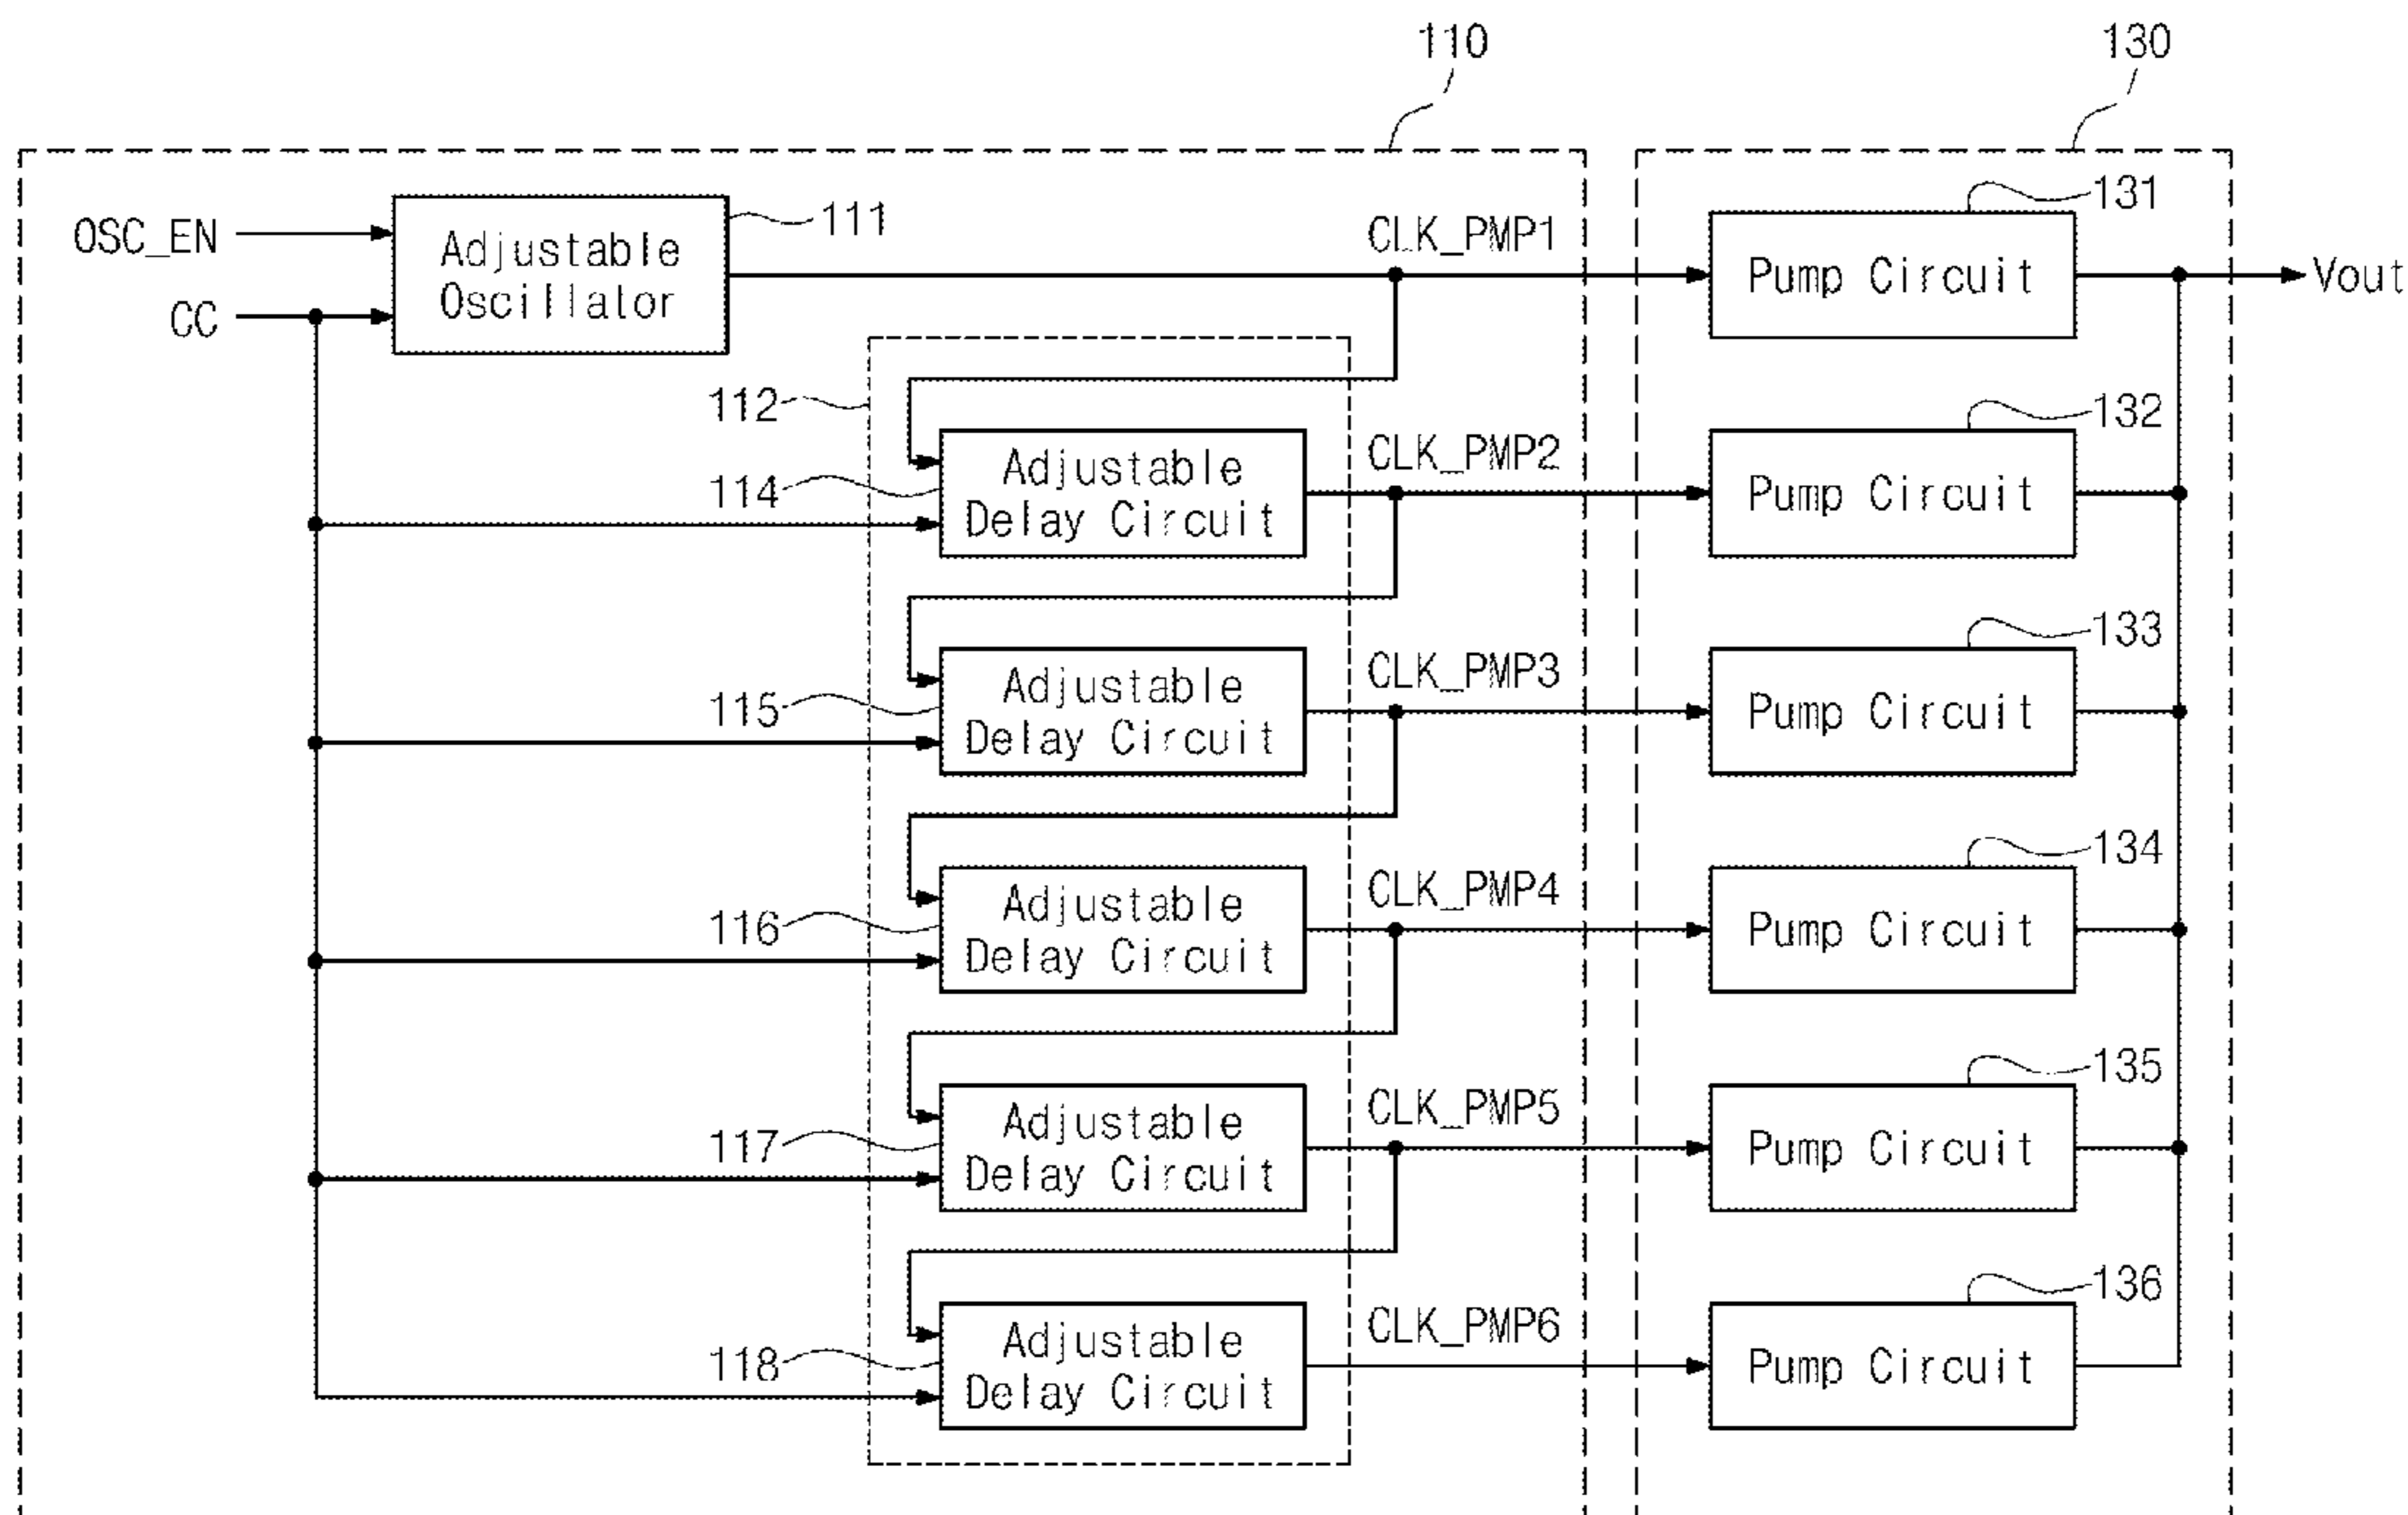 110
130
OSC_EN
CC
Adjustable
Oscillator
111
CLK_PMP1
Pump Circuit
131
Vout
112
114
Adjustable
Delay Circuit
CLK_PMP2
Pump Circuit
132
115
Adjustable
Delay Circuit
CLK_PMP3
Pump Circuit
133
116
Adjustable
Delay Circuit
CLK_PMP4
Pump Circuit
134
117
Adjustable
Delay Circuit
CLK_PMP5
Pump Circuit
135
118
Adjustable
Delay Circuit
CLK_PMP6
Pump Circuit
136